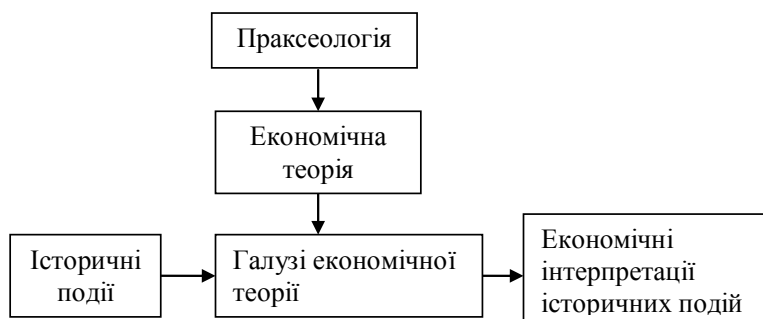 Праксеологія
Економічна
теорія
Історичні
події
Галузі економічної
теорії
Економічні
інтерпретації
історичних подій